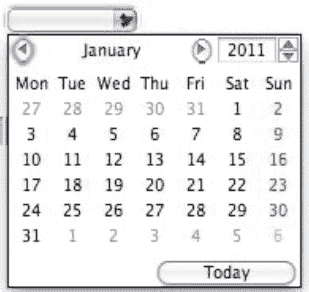 January 2011
Mon Tue Wed Thu Fri Sat Sun
27 28 29 30 31 1 2
3 4 5 6 7 8 9
10 11 12 13 14 15 16
17 18 19 20 21 22 23
24 25 26 27 28 29 30
31 1 2 3 4 5 6
Today